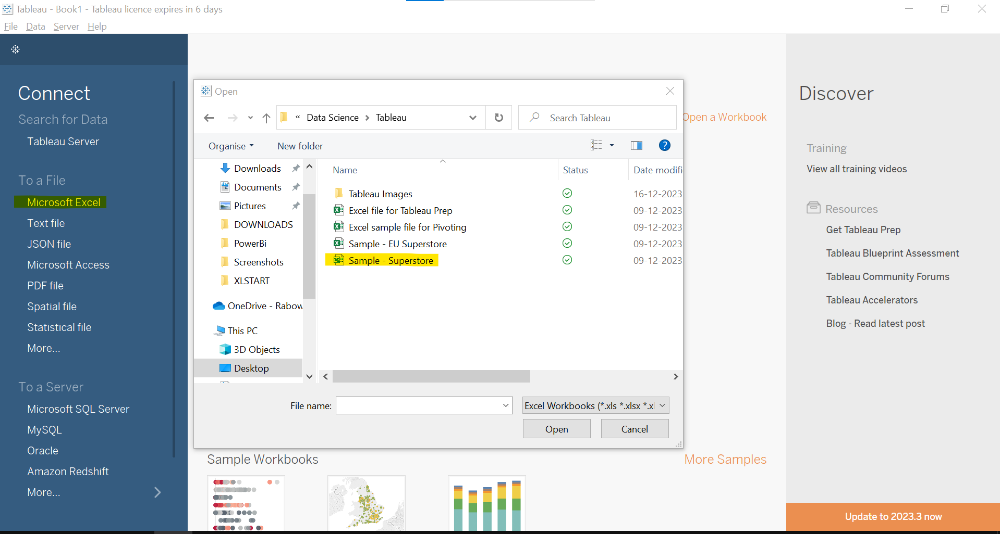 Tableau - Book1 - Tableau licence expires in 6 days
File Data Server Help
Connect
Search for Data
Tableau Server
To a File
Microsoft Excel
Text file
JSON file
Microsoft Access
PDF file
Spatial file
Statistical file
More...
To a Server
Microsoft SQL Server
MySQL
Oracle
Amazon Redshift
More...
Open
« Data Science > Tableau
Search Tableau
Organise
New folder
?
Downloads
Documents
Pictures
DOWNLOADS
PowerBi
Screenshots
XLSTART
OneDrive - Rabow
This PC
3D Objects
Desktop
Name Status Date modifi
Tableau Images 16-12-2023
Excel file for Tableau Prep 09-12-2023
Excel sample file for Pivoting 09-12-2023
Sample - EU Superstore 09-12-2023
Sample - Superstore 09-12-2023
File name:
Excel Workbooks (*.xls *.xlsx *.xl
Open
Cancel
Open a Workbook
Sample Workbooks
More Samples
Discover
Training
View all training videos
Resources
Get Tableau Prep
Tableau Blueprint Assessment
Tableau Community Forums
Tableau Accelerators
Blog - Read latest post
Update to 2023.3 now